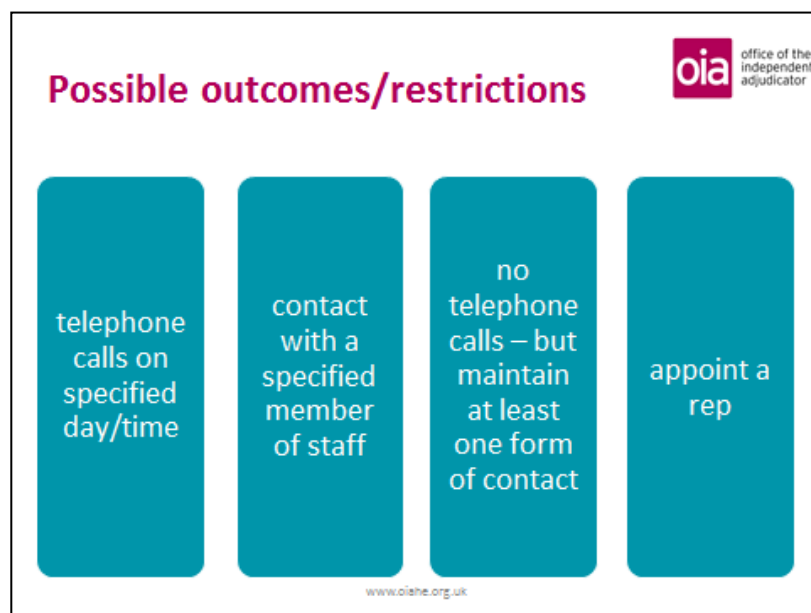 Possible outcomes/restrictions
oia
office of the
independent
adjudicator
telephone
calls on
specified
day/time
contact
with a
specified
member
of staff
no
telephone
calls – but
maintain
at least
one form
of contact
appoint a
rep
www.oiahe.org.uk